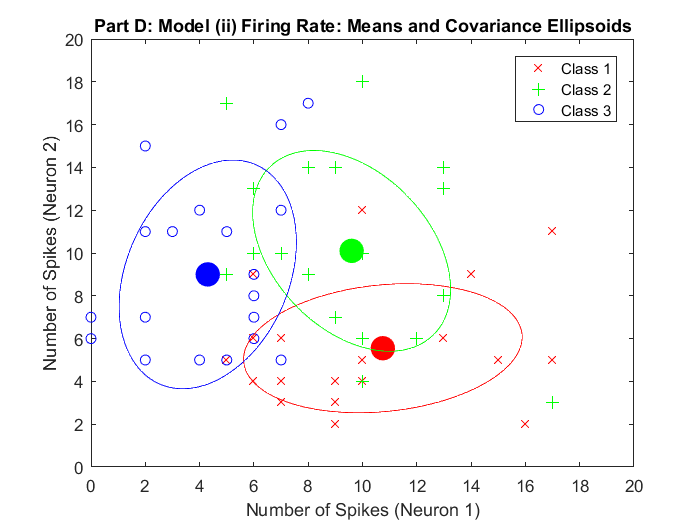 Part D: Model (ii) Firing Rate: Means and Covariance Ellipsoids
20
18
16
14
12
10
8
6
4
2
0
Number of Spikes (Neuron 2)
Class 1
Class 2
Class 3
0 2 4 6 8 10 12 14 16 18 20
Number of Spikes (Neuron 1)